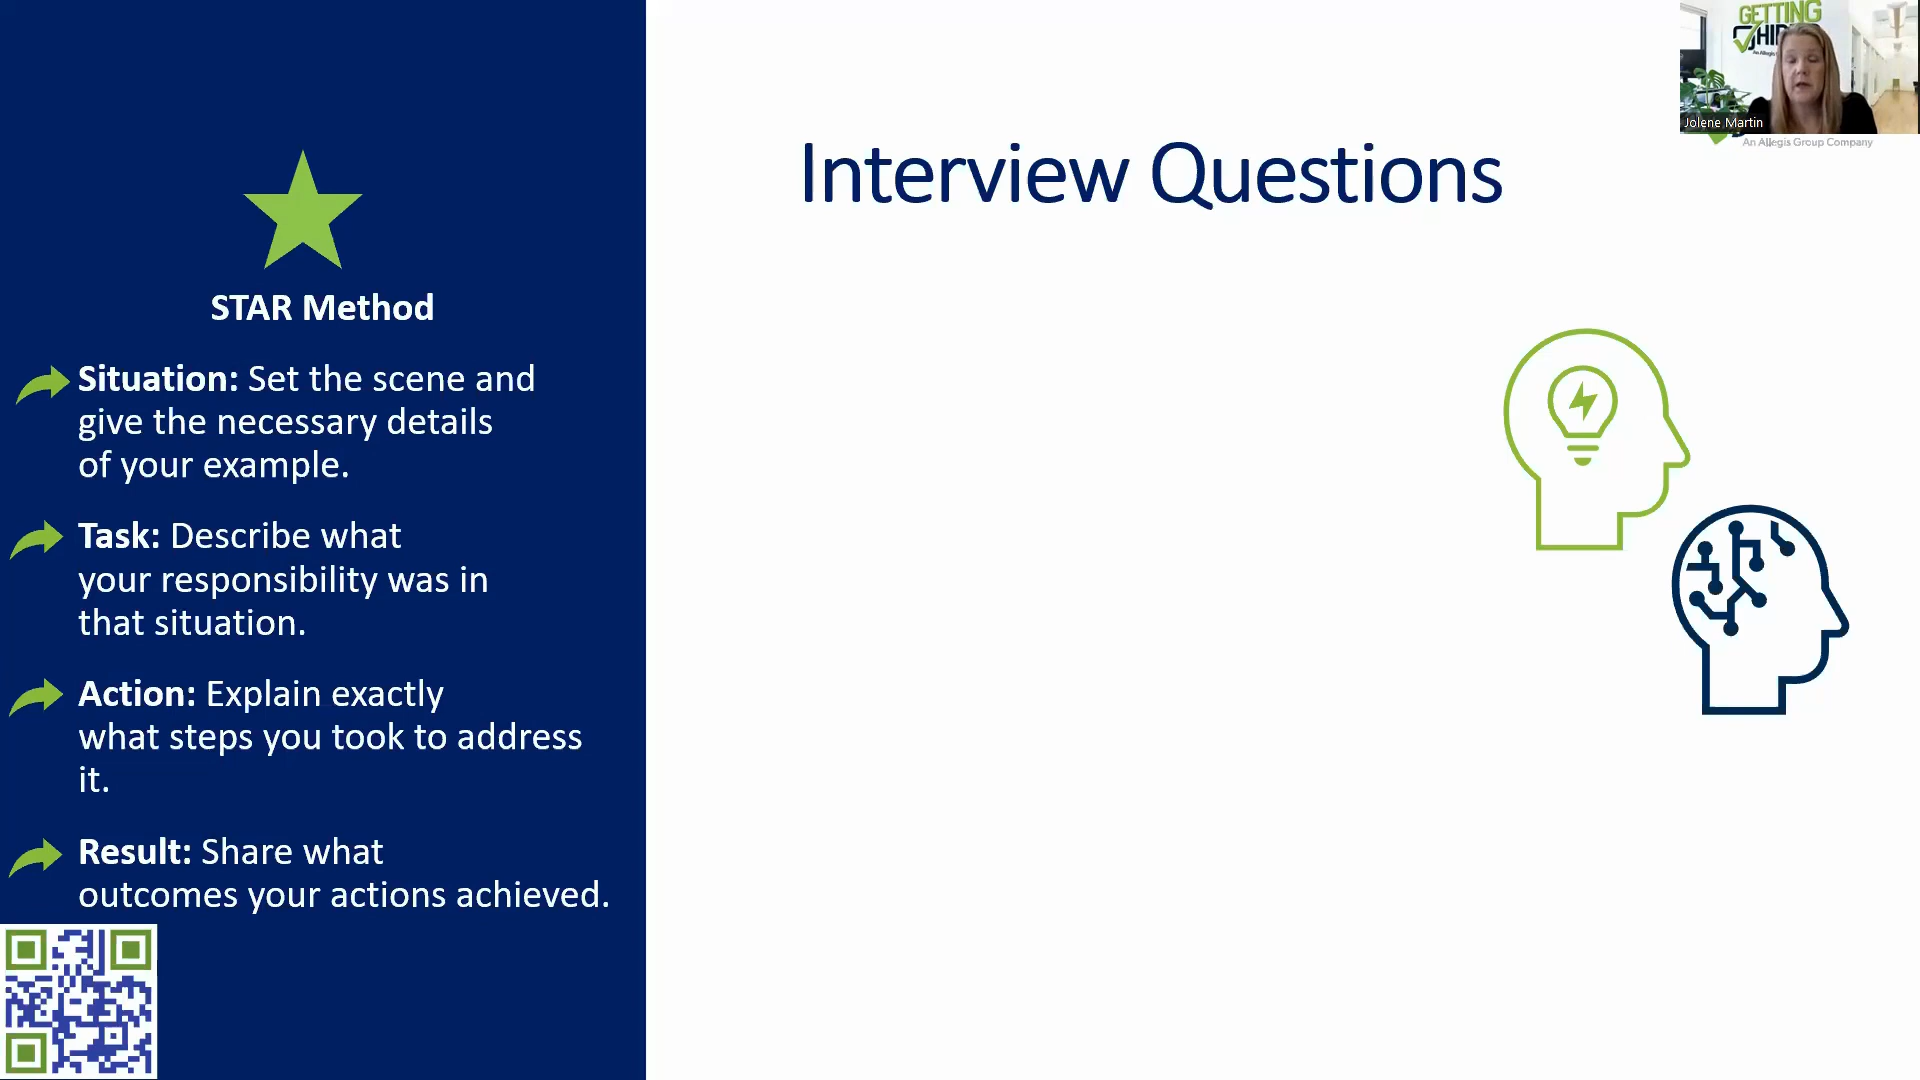 STAR Method
Situation: Set the scene and
give the necessary details
of your example.
Task: Describe what
your responsibility was in
that situation.
Action: Explain exactly
what steps you took to address
it.
Result: Share what
outcomes your actions achieved.
Interview Questions
GETTING
Jolene Martin
An Allegis Group Company